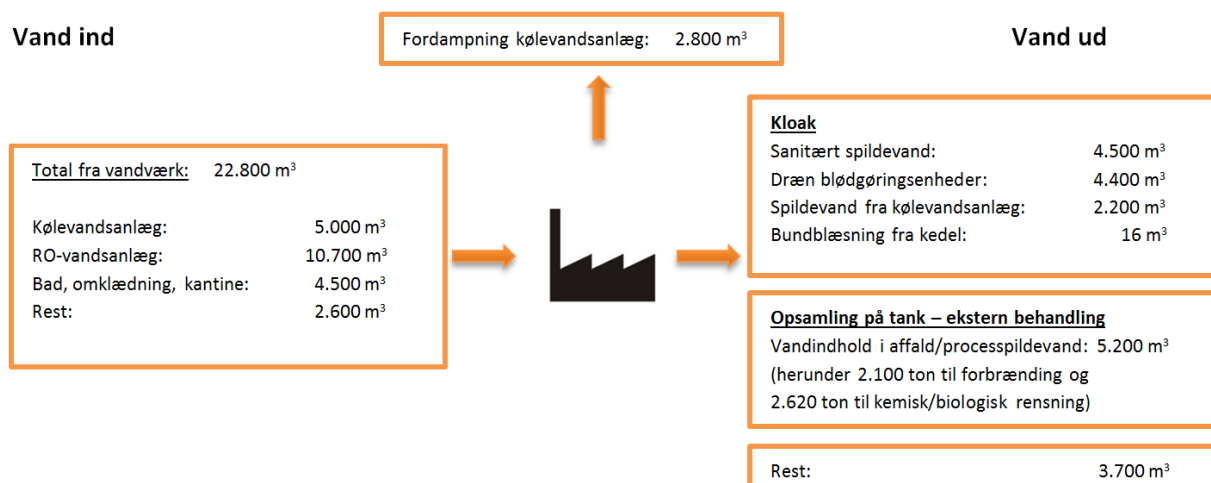 Vand ind
Fordampning kølevandsanlæg: 2.800 m³
Vand ud
Total fra vandværk: 22.800 m³
Kølevandsanlæg: 5.000 m³
RO-vandsanlæg: 10.700 m³
Bad, omklædning, kantine: 4.500 m³
Rest: 2.600 m³
Kloak
Sanitært spildevand: 4.500 m³
Dræn blødgøringsenheder: 4.400 m³
Spildevand fra kølevandsanlæg: 2.200 m³
Bundblæsning fra kedel: 16 m³
Opsamling på tank – ekstern behandling
Vandindhold i affald/processpildevand: 5.200 m³
(herunder 2.100 ton til forbrænding og
2.620 ton til kemisk/biologisk rensning)
Rest: 3.700 m³